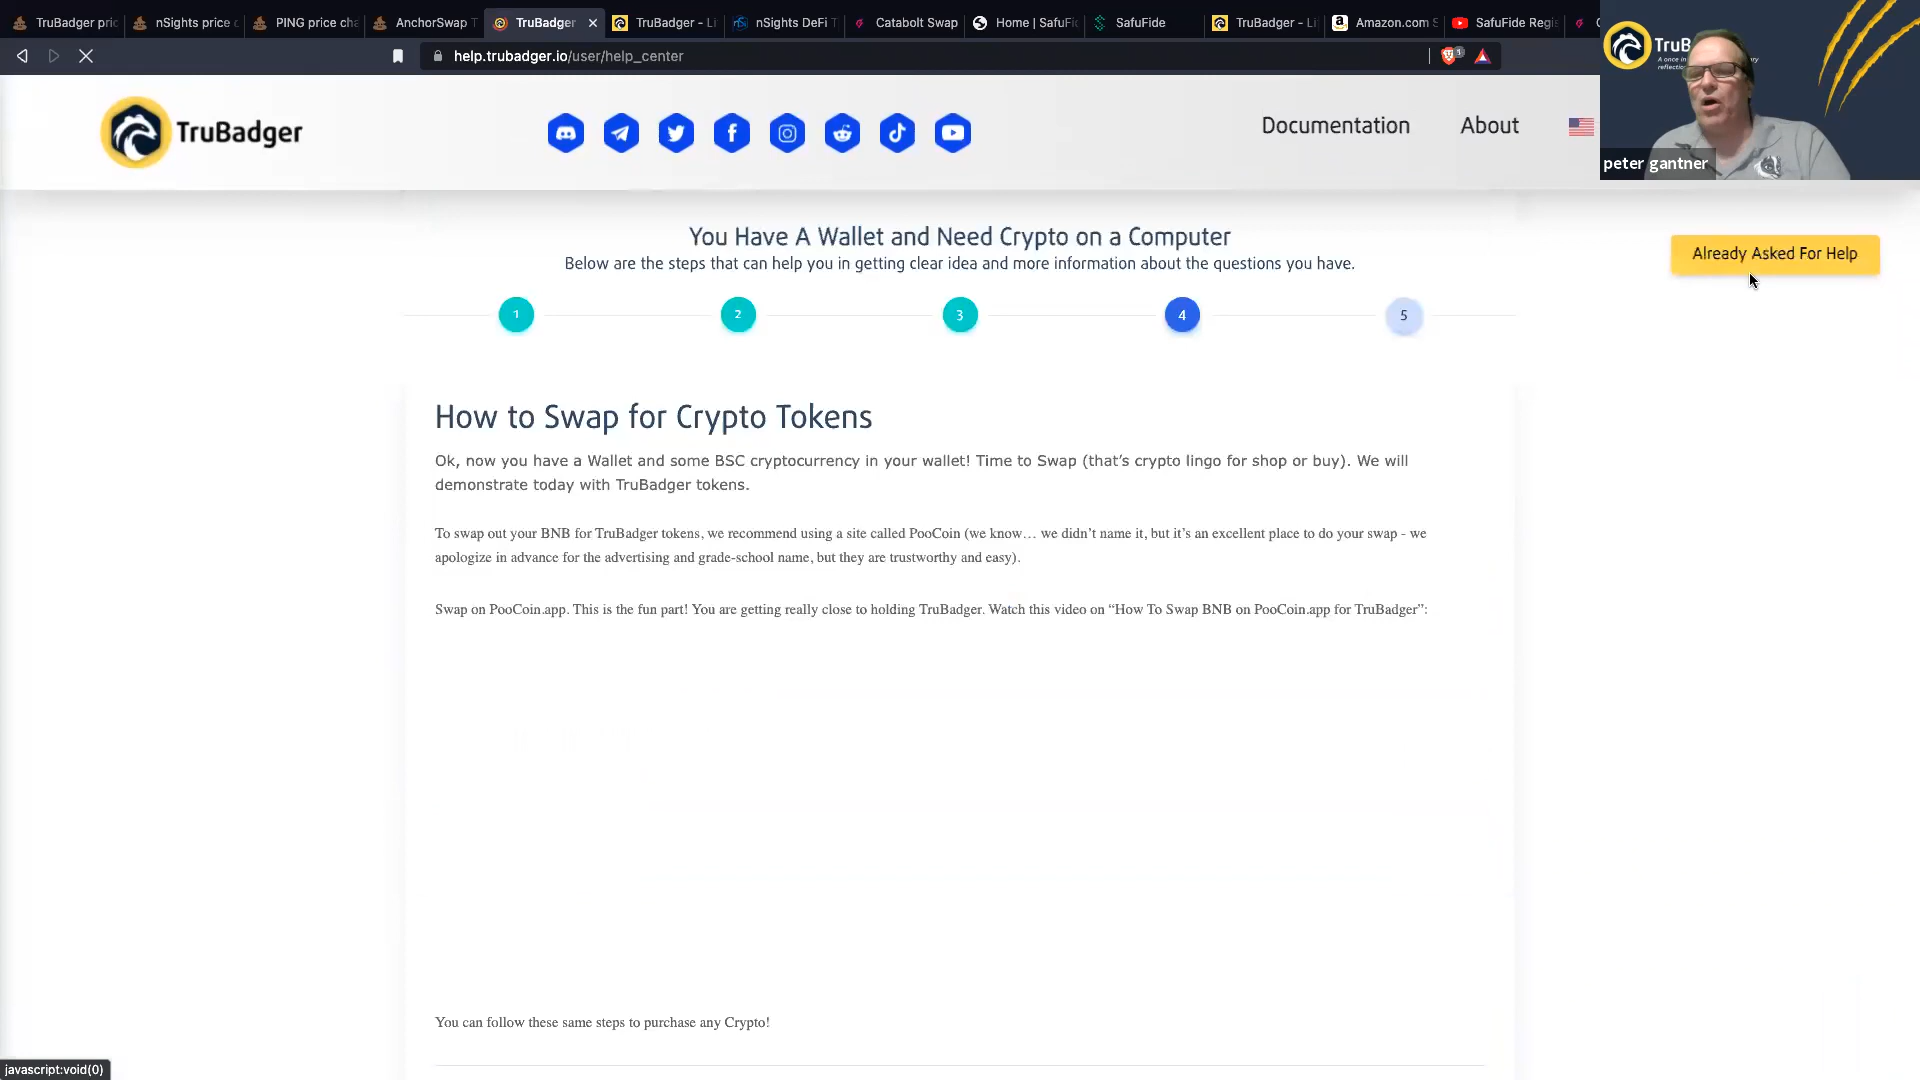 TruBadger pric
nSights price c
PING price cha
AnchorSwap T
TruBadger
TruBadger - Li
nSights DeFi T
Catabolt Swap
Home | SafuFi
SafuFide
TruBadger - Li
Amazon.com S
SafuFide Regi
help.trubadger.io/user/help_center
1
TruB
A once in
reflectio
peter gantner
TruBadger
Documentation
About
You Have A Wallet and Need Crypto on a Computer
Below are the steps that can help you in getting clear idea and more information about the questions you have.
Already Asked For Help
1 2 3 4 5
How to Swap for Crypto Tokens
Ok, now you have a Wallet and some BSC cryptocurrency in your wallet! Time to Swap (that’s crypto lingo for shop or buy). We will
demonstrate today with TruBadger tokens.
To swap out your BNB for TruBadger tokens, we recommend using a site called PooCoin (we know… we didn’t name it, but it’s an excellent place to do your swap - we
apologize in advance for the advertising and grade-school name, but they are trustworthy and easy).
Swap on PooCoin.app. This is the fun part! You are getting really close to holding TruBadger. Watch this video on “How To Swap BNB on PooCoin.app for TruBadger”:
You can follow these same steps to purchase any Crypto!
javascript:void(0)